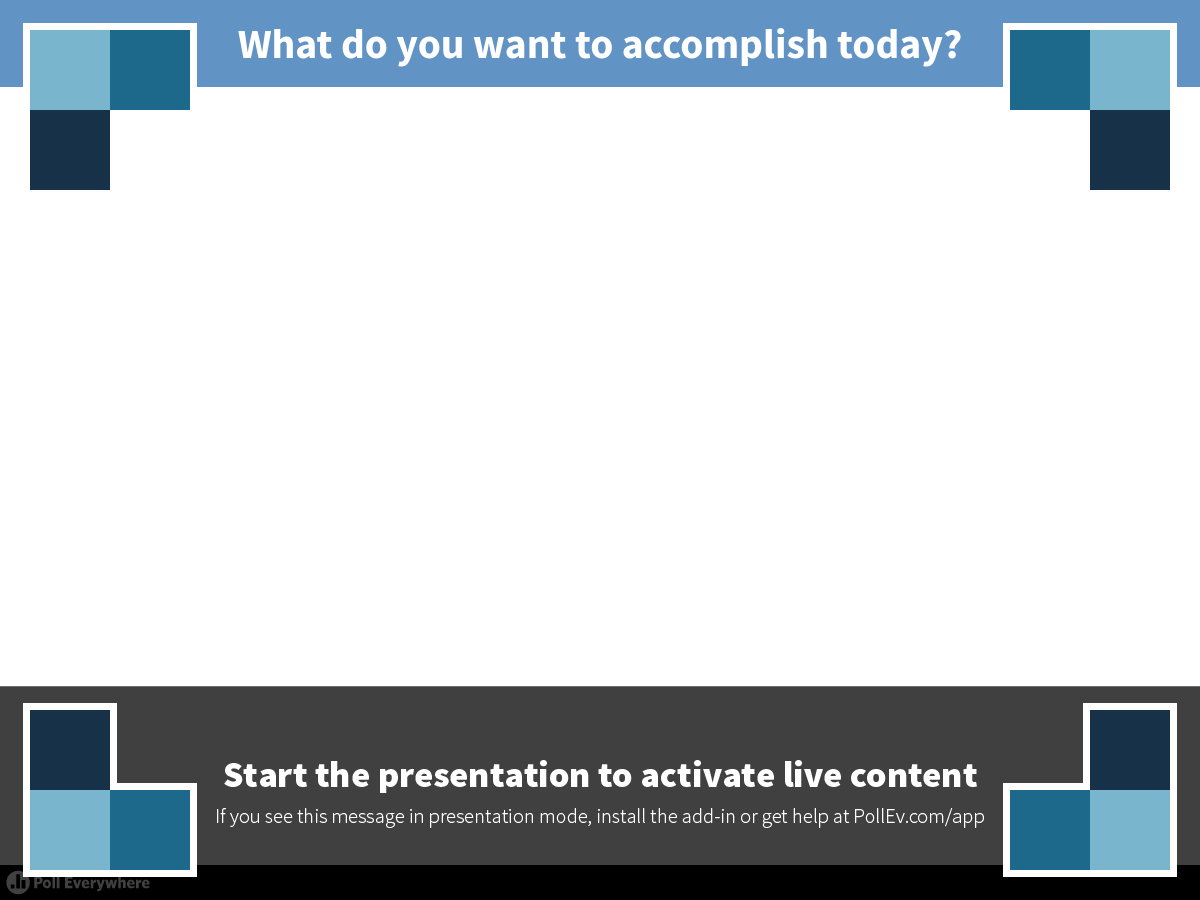 What do you want to accomplish today?
Start the presentation to activate live content
If you see this message in presentation mode, install the add-in or get help at PollEv.com/app
Poll Everywhere